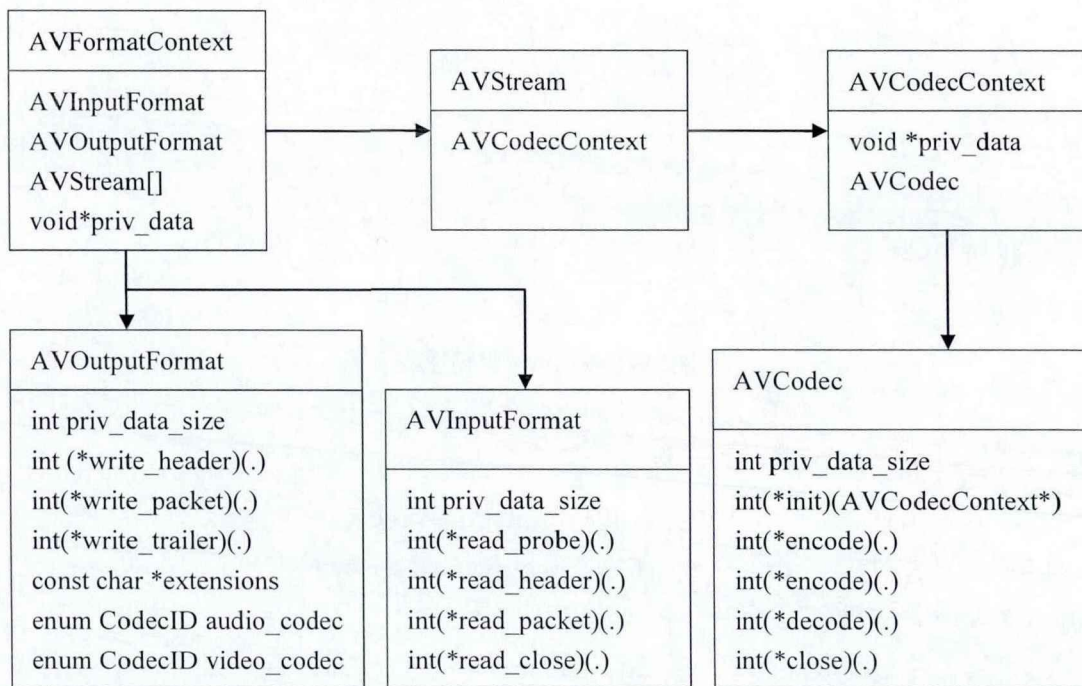 AVFormatContext
AVInputFormat
AVOutputFormat
AVStream[]
void*priv_data
AVStream
AVCodecContext
AVCodecContext
void *priv_data
AVCodec
AVOutputFormat
int priv_data_size
int (*write_header)(.)
int(*write_packet)(.)
int(*write_trailer)(.)
const char *extensions
enum CodecID audio_codec
enum CodecID video_codec
AVInputFormat
int priv_data_size
int(*read_probe)(.)
int(*read_header)(.)
int(*read_packet)(.)
int(*read_close)(.)
AVCodec
int priv_data_size
int(*init)(AVCodecContext*)
int(*encode)(.)
int(*encode)(.)
int(*decode)(.)
int(*close)(.)